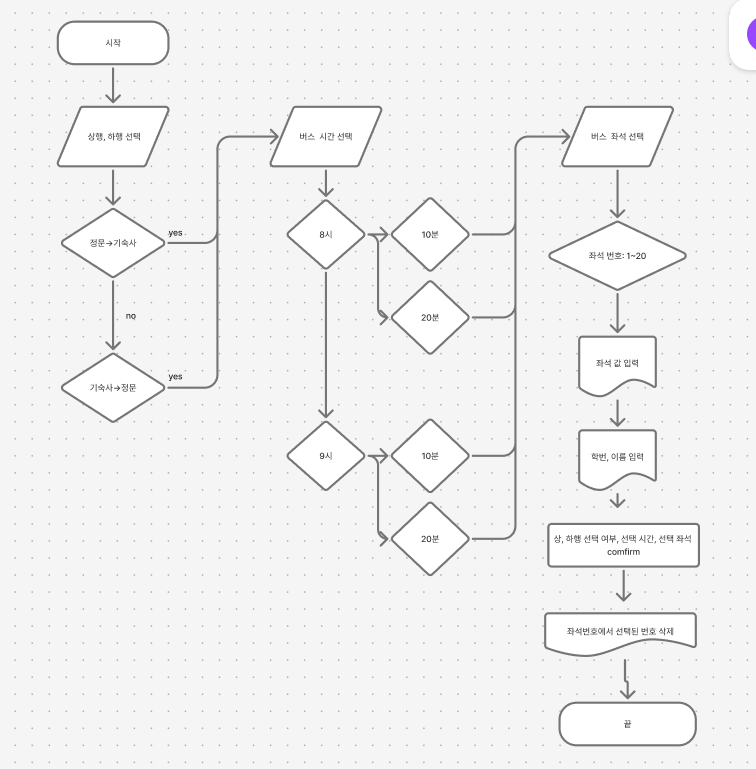 시작
상행, 하행 선택
정문→기숙사
yes
no
기숙사→정문
yes
버스 시간 선택
8시
10분
20분
9시
10분
20분
버스 좌석 선택
좌석 번호: 1~20
좌석 값 입력
학번, 이름 입력
상, 하행 선택 여부, 선택 시간, 선택 좌석
comfirm
좌석번호에서 선택된 번호 삭제
끝